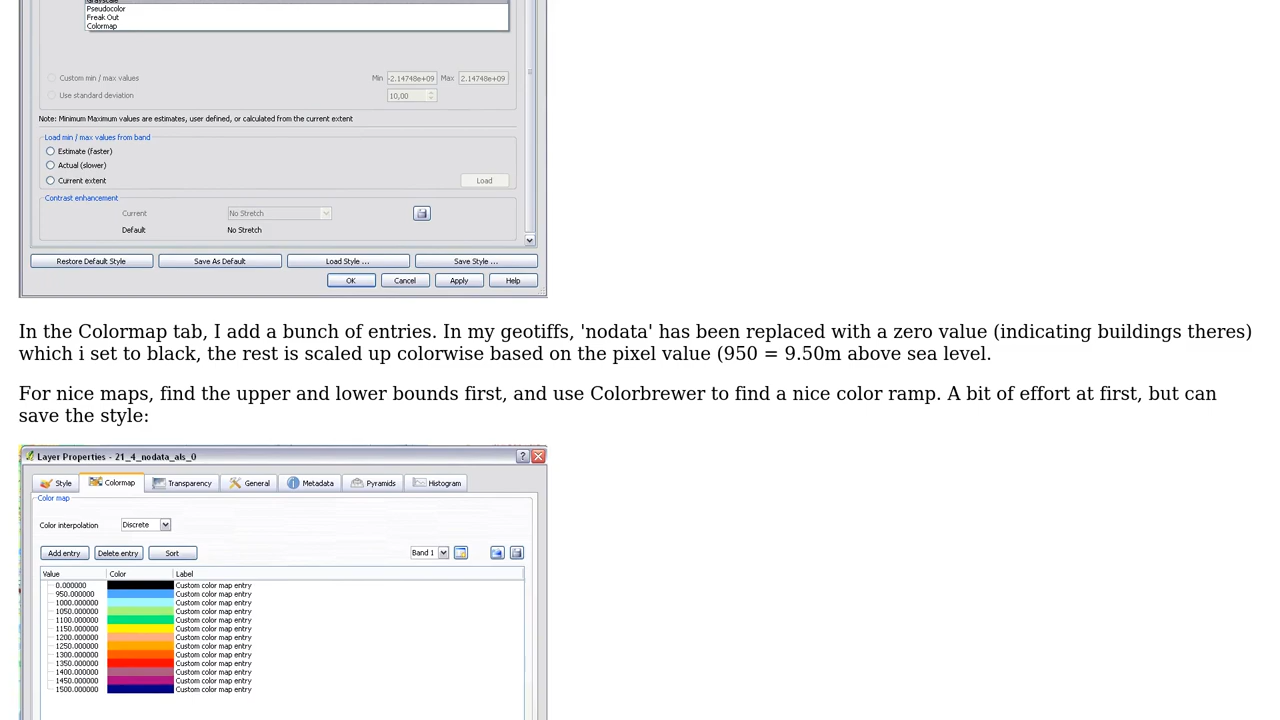 Grayscale
Pseudocolor
Freak Out
Colormap
Custom min / max values Min -2.14748e+09 Max 2.14748e+09
Use standard deviation 10,00
Note: Minimum Maximum values are estimates, user defined, or calculated from the current extent
Load min / max values from band
Estimate (faster)
Actual (slower)
Current extent Load
Contrast enhancement
Current No Stretch
Default No Stretch
Restore Default Style Save As Default Load Style ... Save Style ...
OK Cancel Apply Help
In the Colormap tab, I add a bunch of entries. In my geotiffs, 'nodata' has been replaced with a zero value (indicating buildings theres)
which i set to black, the rest is scaled up colorwise based on the pixel value (950 = 9.50m above sea level.
For nice maps, find the upper and lower bounds first, and use Colorbrewer to find a nice color ramp. A bit of effort at first, but can
save the style:
Layer Properties - 21_4_nodata_als_0
Style Colormap Transparency General Metadata Pyramids Histogram
Color map
Color interpolation Discrete
Add entry Delete entry Sort Band 1
Value Color Label
0.000000 Custom color map entry
950.000000 Custom color map entry
1000.000000 Custom color map entry
1050.000000 Custom color map entry
1100.000000 Custom color map entry
1150.000000 Custom color map entry
1200.000000 Custom color map entry
1250.000000 Custom color map entry
1300.000000 Custom color map entry
1350.000000 Custom color map entry
1400.000000 Custom color map entry
1450.000000 Custom color map entry
1500.000000 Custom color map entry